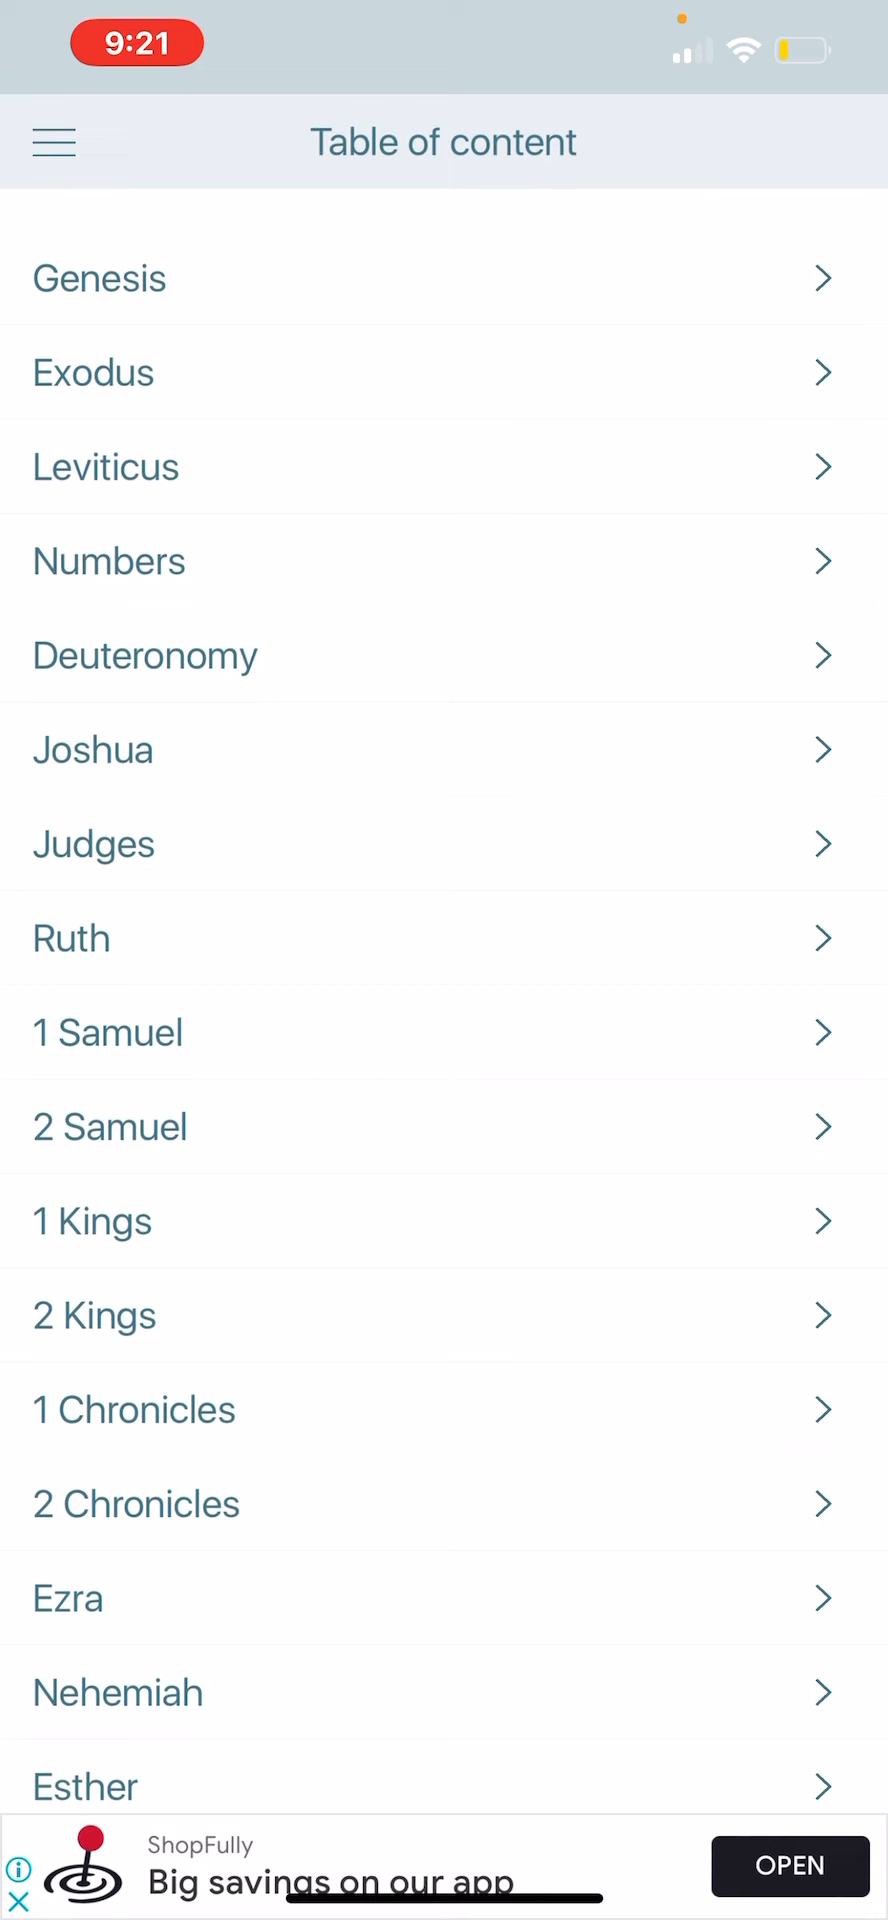 9:21
Table of content
Genesis
Exodus
Leviticus
Numbers
Deuteronomy
Joshua
Judges
Ruth
1 Samuel
2 Samuel
1 Kings
2 Kings
1 Chronicles
2 Chronicles
Ezra
Nehemiah
Esther
ShopFully
Big savings on our app
OPEN